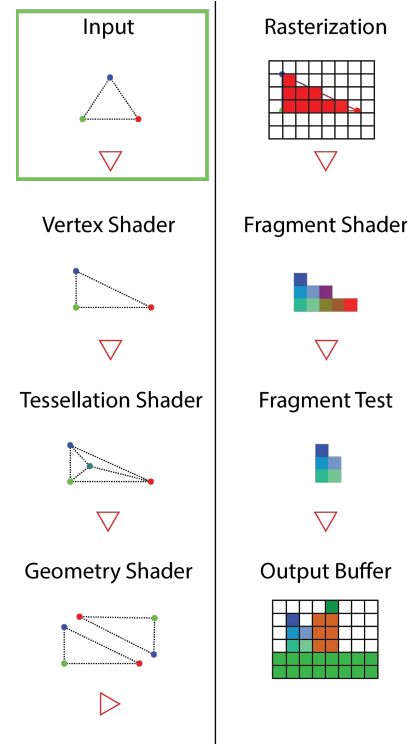 Input
Vertex Shader
Tessellation Shader
Geometry Shader
Rasterization
Fragment Shader
Fragment Test
Output Buffer